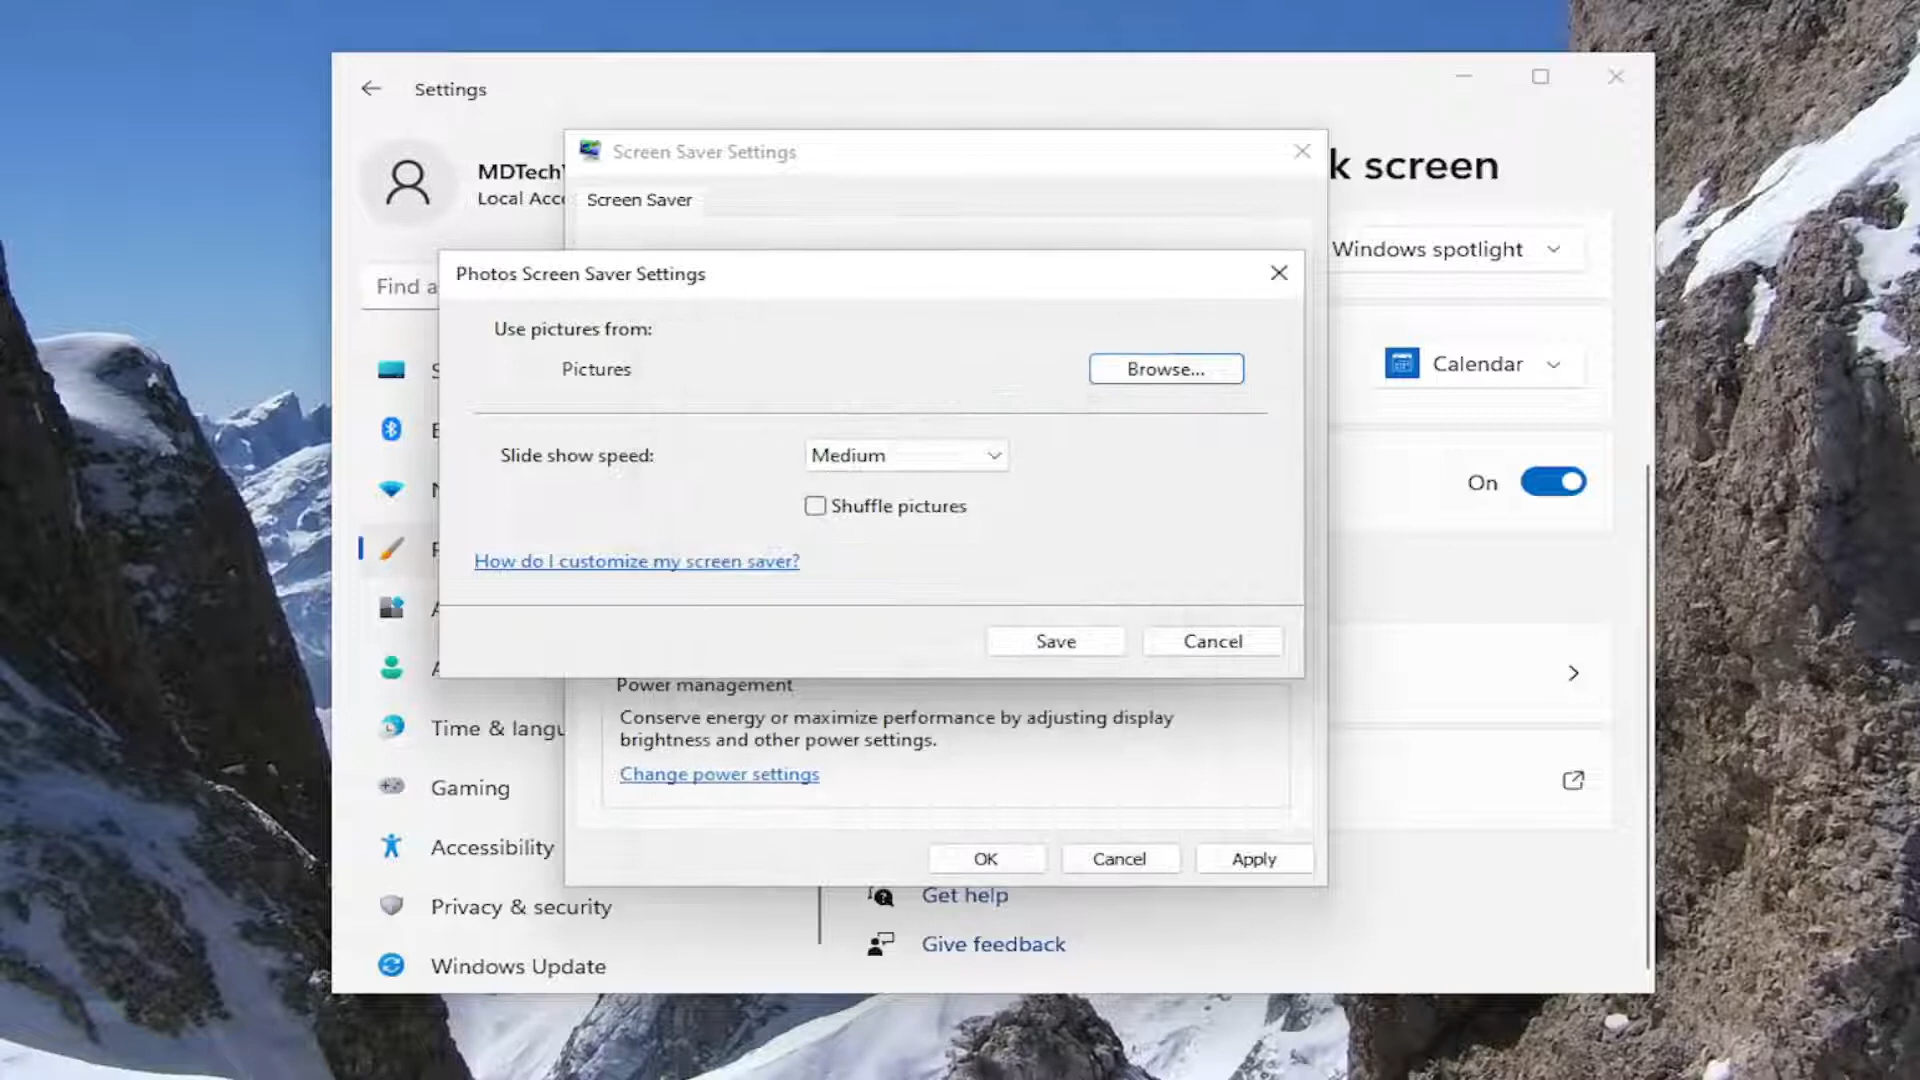 Settings
MDTech
Local Acc
Screen Saver Settings
Screen Saver
k screen
Windows spotlight
Find a
Photos Screen Saver Settings
Use pictures from:
Pictures
Browse...
Calendar
Slide show speed:
Medium
On
Shuffle pictures
How do I customize my screen saver?
Save
Cancel
Power management
Conserve energy or maximize performance by adjusting display
brightness and other power settings.
Change power settings
Time & langu
Gaming
Accessibility
OK
Cancel
Apply
Privacy & security
Get help
Give feedback
Windows Update